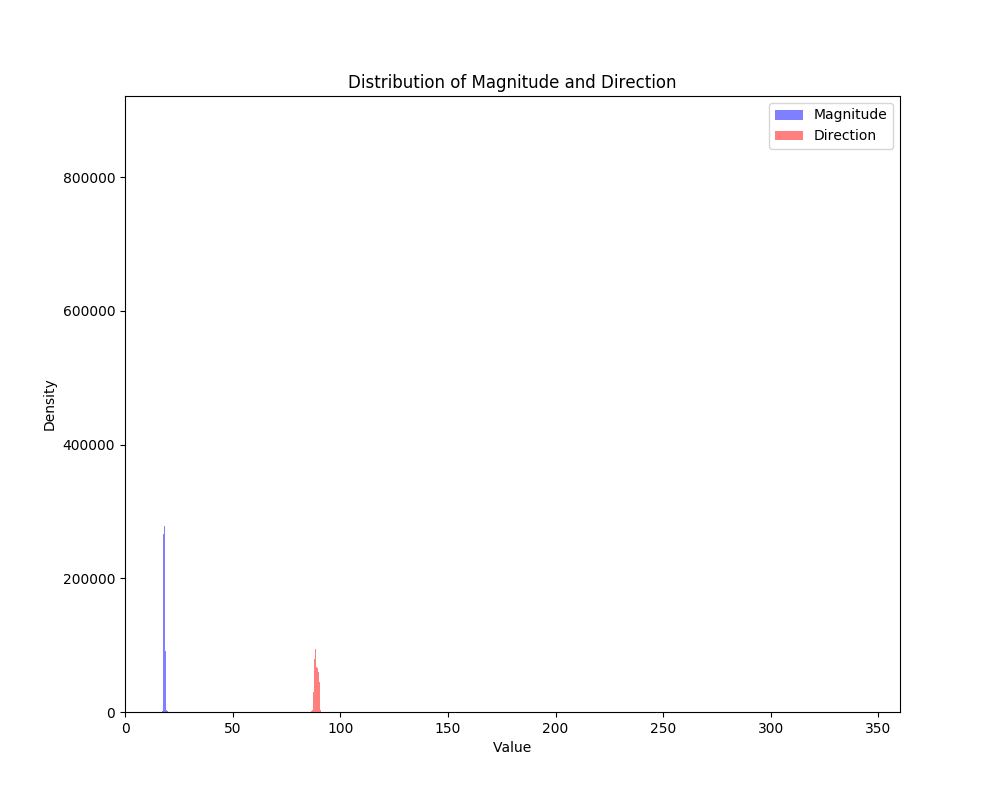 Distribution of Magnitude and Direction
Magnitude
Direction
800000
600000
400000
200000
0
Density
0 50 100 150 200 250 300 350
Value